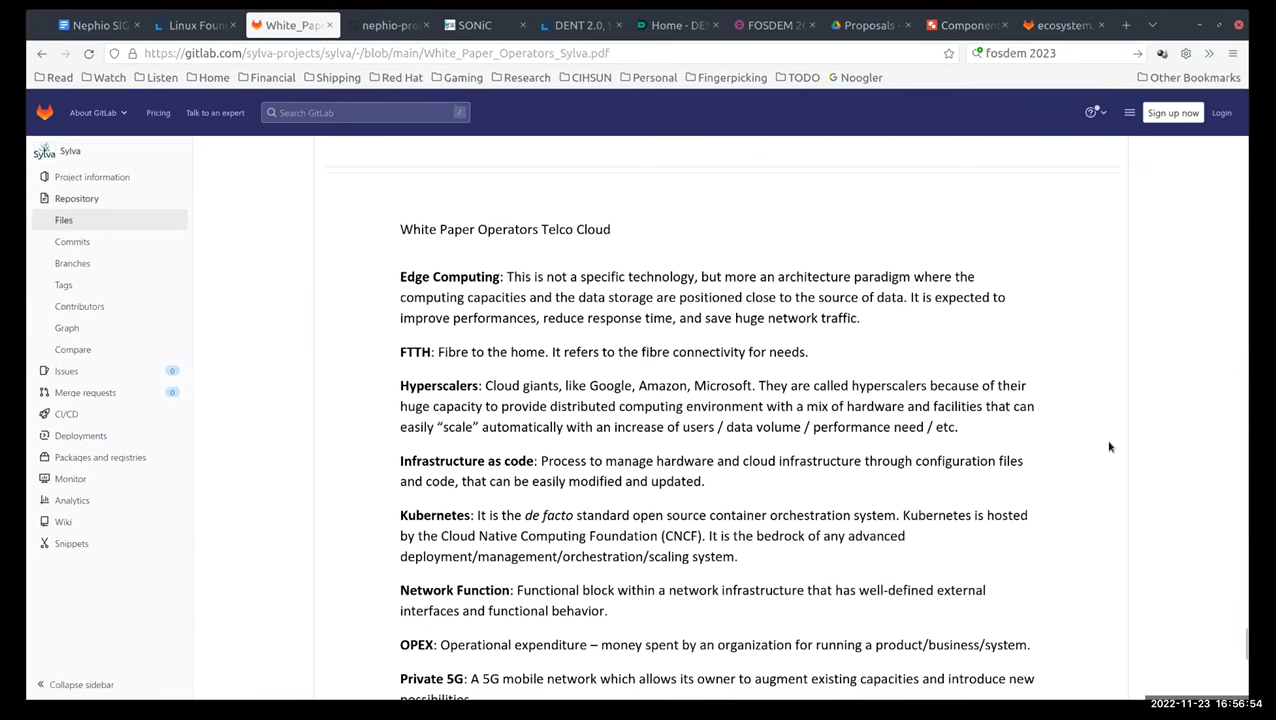 Nephio SIG
Linux Foun
White_Pap
nephio-pro
SONiC
DENT 2.0, S
Home - DEN
FOSDEM 20
Proposals -
Component
ecosystem.
https://gitlab.com/sylva-projects/sylva/-/blob/main/White_Paper_Operators_Sylva.pdf
fosdem 2023
Read
Watch
Listen
Home
Financial
Shipping
Red Hat
Gaming
Research
CIHSUN
Personal
Fingerpicking
TODO
Noogler
Other Bookmarks
About GitLab
Pricing
Talk to an expert
Search GitLab
/
Sign up now
Login
Sylva
Sylva
Project information
Repository
Files
Commits
Branches
Tags
Contributors
Graph
Compare
Issues 0
Merge requests 0
CI/CD
Deployments
Packages and registries
Monitor
Analytics
Wiki
Snippets
Collapse sidebar
White Paper Operators Telco Cloud
Edge Computing: This is not a specific technology, but more an architecture paradigm where the
computing capacities and the data storage are positioned close to the source of data. It is expected to
improve performances, reduce response time, and save huge network traffic.
FTTH: Fibre to the home. It refers to the fibre connectivity for needs.
Hyperscalers: Cloud giants, like Google, Amazon, Microsoft. They are called hyperscalers because of their
huge capacity to provide distributed computing environment with a mix of hardware and facilities that can
easily “scale” automatically with an increase of users / data volume / performance need / etc.
Infrastructure as code: Process to manage hardware and cloud infrastructure through configuration files
and code, that can be easily modified and updated.
Kubernetes: It is the de facto standard open source container orchestration system. Kubernetes is hosted
by the Cloud Native Computing Foundation (CNCF). It is the bedrock of any advanced
deployment/management/orchestration/scaling system.
Network Function: Functional block within a network infrastructure that has well-defined external
interfaces and functional behavior.
OPEX: Operational expenditure – money spent by an organization for running a product/business/system.
Private 5G: A 5G mobile network which allows its owner to augment existing capacities and introduce new
possibilities.
2022-11-23 16:56:54